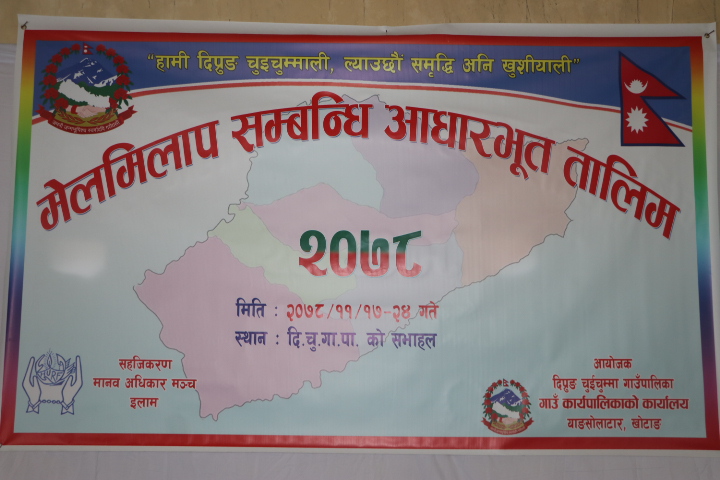 “हामी दिप्रुङ चुइचुम्माली, ल्याउछौं समृद्धि अनि खुशीयाली”
मेलमिलाप सम्बन्धि आधारभूत तालिम
२०७८
मिति : २०७८/११/१७-२४ गते
स्थान : दि.चु.गा.पा. को सभाहल
सहजिकरण
मानव अधिकार मञ्च
इलाम
आयोजक
दिप्रुङ चुइचुम्मा गाउँपालिका
गाउँ कार्यपालिकाको कार्यालय
बाङसोलाटार, खोटाङ